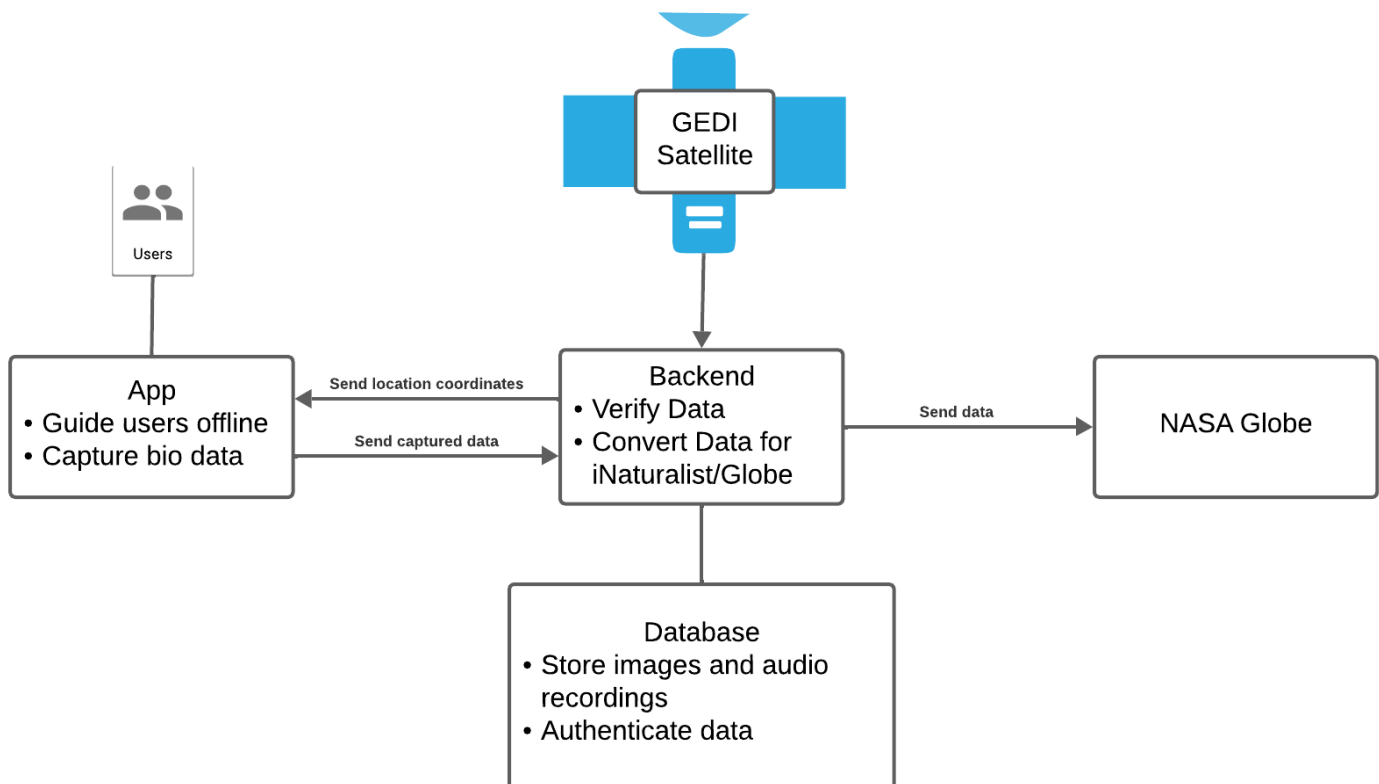 GEDI
Satellite
Users
App
• Guide users offline
• Capture bio data
Send location coordinates
Send captured data
Backend
• Verify Data
• Convert Data for
iNaturalist/Globe
Send data
NASA Globe
Database
• Store images and audio
recordings
• Authenticate data